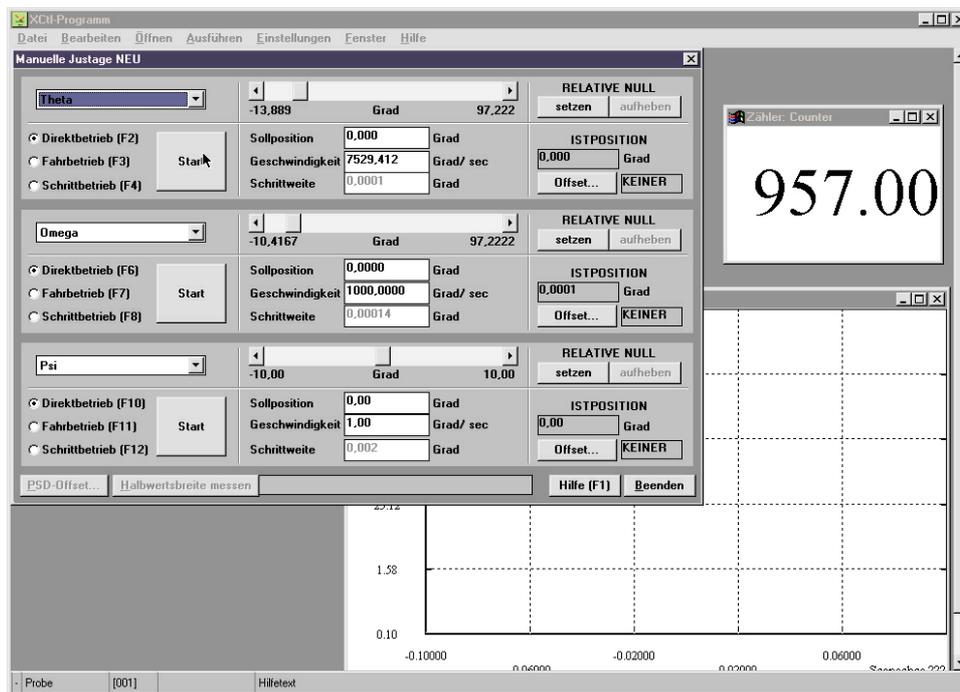 XCtl-Programm
Datei Bearbeiten Öffnen Ausführen Einstellungen Fenster Hilfe
Manuelle Justage NEU
Theta
-13,889 Grad 97,222
RELATIVE NULL
setzen aufheben
Direktbetrieb (F2)
Fahrbetrieb (F3)
Schrittbetrieb (F4)
Start
Sollposition 0,000 Grad
Geschwindigkeit 7529,412 Grad/ sec
Schrittweite 0,0001 Grad
ISTPOSITION
0,000 Grad
Offset... KEINER
Omega
-10,4167 Grad 97,2222
RELATIVE NULL
setzen aufheben
Direktbetrieb (F6)
Fahrbetrieb (F7)
Schrittbetrieb (F8)
Start
Sollposition 0,0000 Grad
Geschwindigkeit 1000,0000 Grad/ sec
Schrittweite 0,00014 Grad
ISTPOSITION
0,0001 Grad
Offset... KEINER
Psi
-10,00 Grad 10,00
RELATIVE NULL
setzen aufheben
Direktbetrieb (F10)
Fahrbetrieb (F11)
Schrittbetrieb (F12)
Start
Sollposition 0,00 Grad
Geschwindigkeit 1,00 Grad/ sec
Schrittweite 0,002 Grad
ISTPOSITION
0,00 Grad
Offset... KEINER
PSD-Offset... Halbwertsbreite messen
Hilfe (F1) Beenden
Zähler: Counter
957.00
25.12
1.58
0.10
-0.10000 -0.02000 0.06000
-0.06000 0.02000
Probe [001] Hilfetext